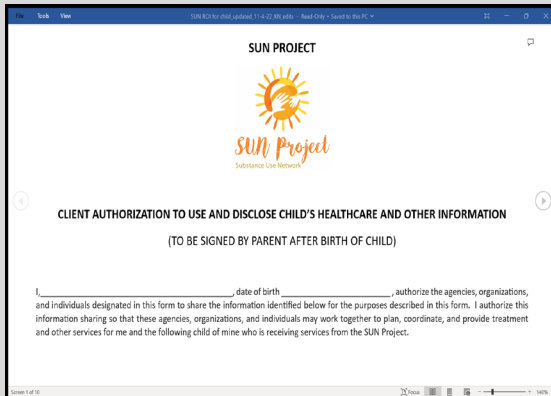 File Tools View SUN ROI for child_updated_11-4-22_KN_edits - Read-Only • Saved to this PC
SUN PROJECT
SUN Project
Substance Use Network
CLIENT AUTHORIZATION TO USE AND DISCLOSE CHILD'S HEALTHCARE AND OTHER INFORMATION
(TO BE SIGNED BY PARENT AFTER BIRTH OF CHILD)
I,______________________________, date of birth _________________, authorize the agencies, organizations,
and individuals designated in this form to share the information identified below for the purposes described in this form. I authorize this
information sharing so that these agencies, organizations, and individuals may work together to plan, coordinate, and provide treatment
and other services for me and the following child of mine who is receiving services from the SUN Project.
Screen 1 of 10 Focus 140%